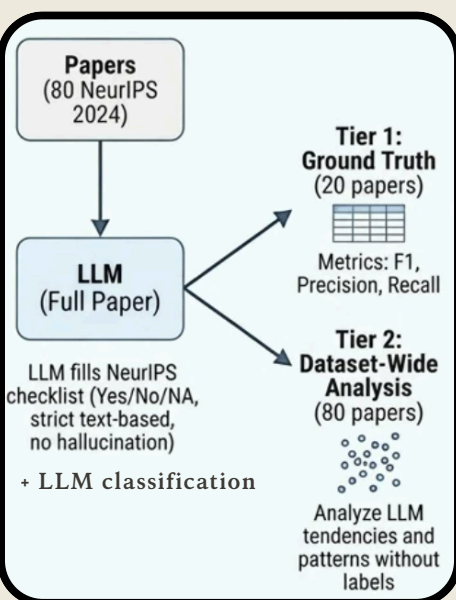 Papers
(80 NeurIPS
2024)
LLM
(Full Paper)
LLM fills NeurIPS
checklist (Yes/No/NA,
strict text-based,
no hallucination)
+ LLM classification
Tier 1:
Ground Truth
(20 papers)
Metrics: F1,
Precision, Recall
Tier 2:
Dataset-Wide
Analysis
(80 papers)
Analyze LLM
tendencies and
patterns without
labels